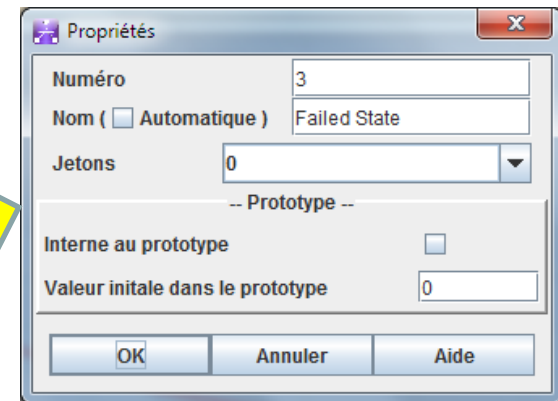 Propriétés
Numéro 3
Nom ( Automatique ) Failed State
Jetons 0
-- Prototype --
Interne au prototype
Valeur initale dans le prototype 0
OK Annuler Aide